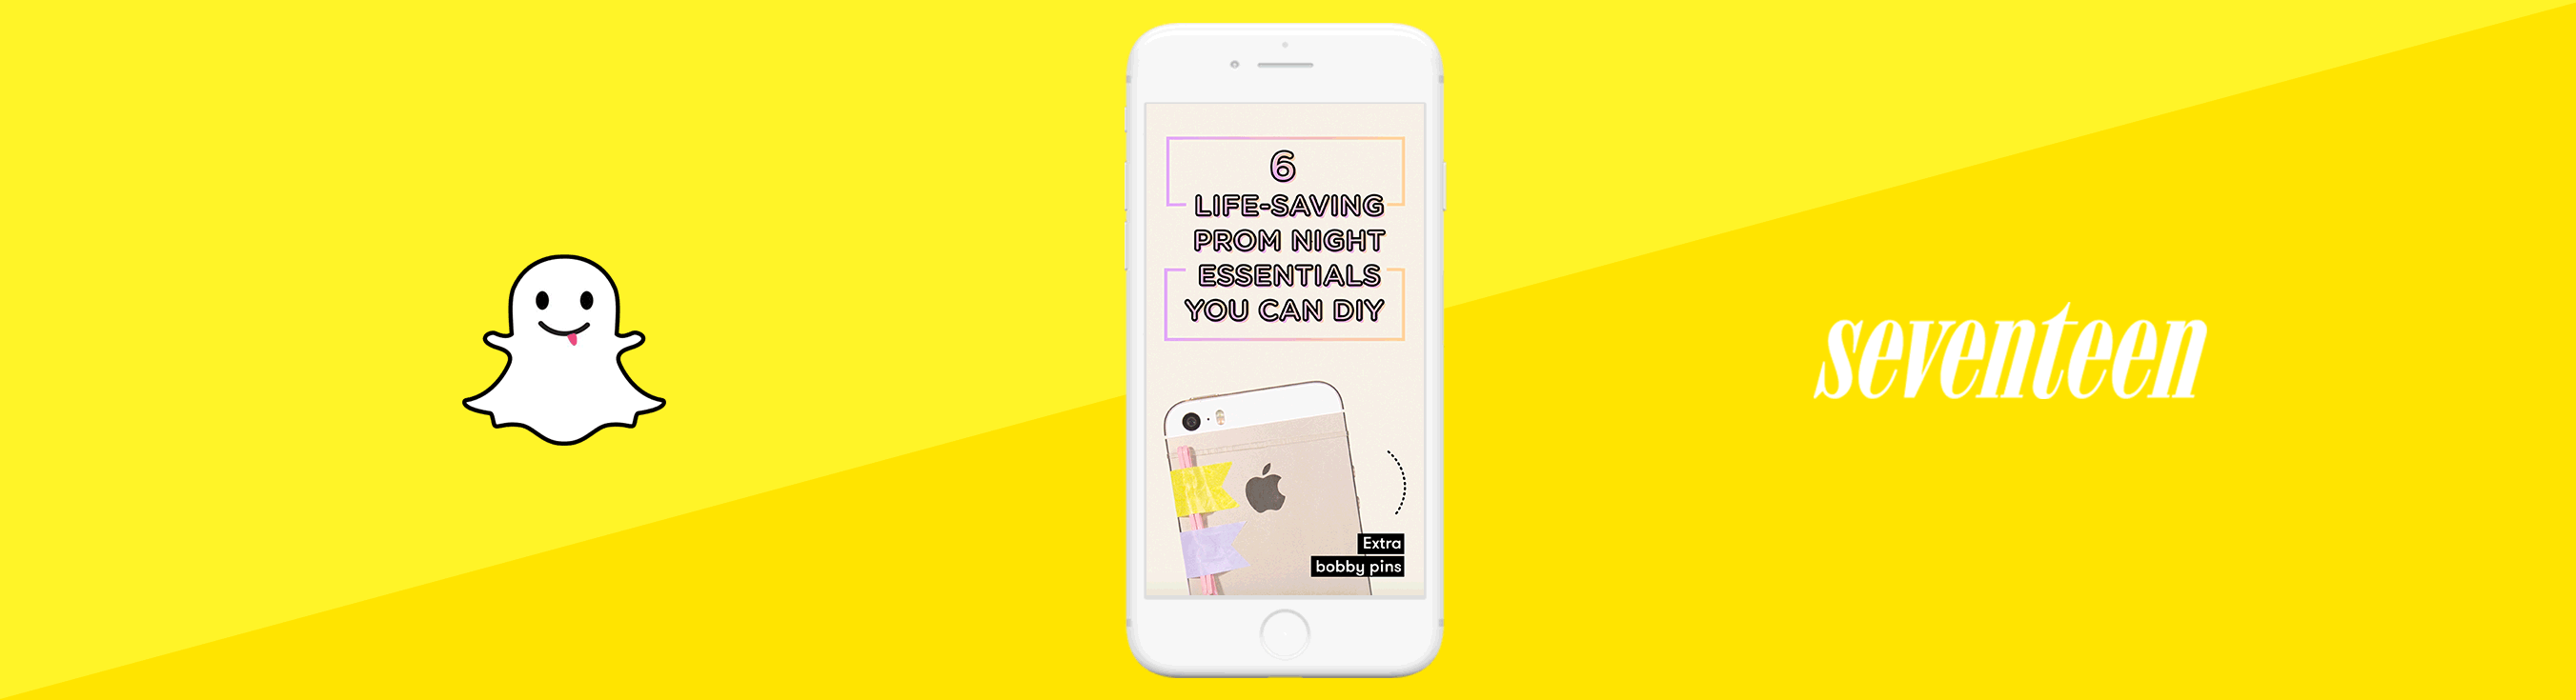 6
LIFE-SAVING
PROM NIGHT
ESSENTIALS
YOU CAN DIY
Extra
bobby pins
seventeen